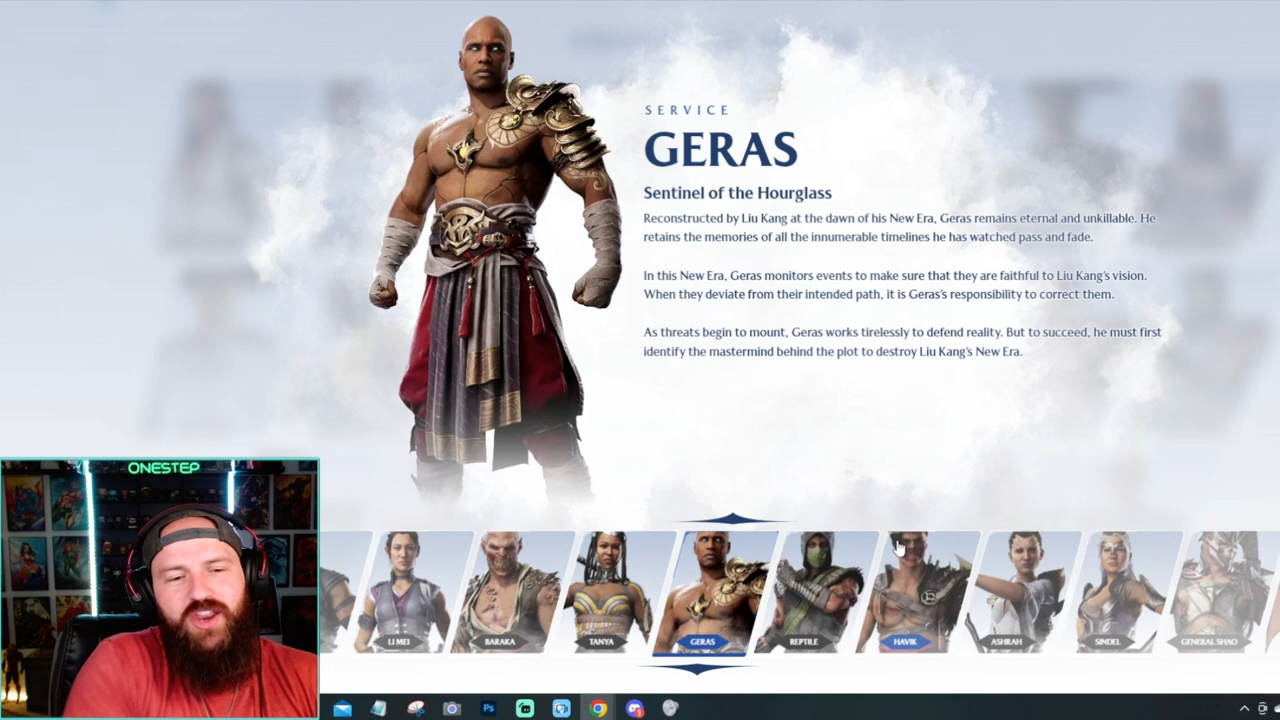 SERVICE
GERAS
Sentinel of the Hourglass
Reconstructed by Liu Kang at the dawn of his New Era, Geras remains eternal and unkillable. He
retains the memories of all the innumerable timelines he has watched pass and fade.
In this New Era, Geras monitors events to make sure that they are faithful to Liu Kang's vision.
When they deviate from their intended path, it is Geras's responsibility to correct them.
As threats begin to mount, Geras works tirelessly to defend reality. But to succeed, he must first
identify the mastermind behind the plot to destroy Liu Kang's New Era.
ONESTEP
LI MEI
BARAKA
TANYA
GERAS
REPTILE
HAVIK
ASHRAH
SINDEL
GENERAL SHAO
Ps